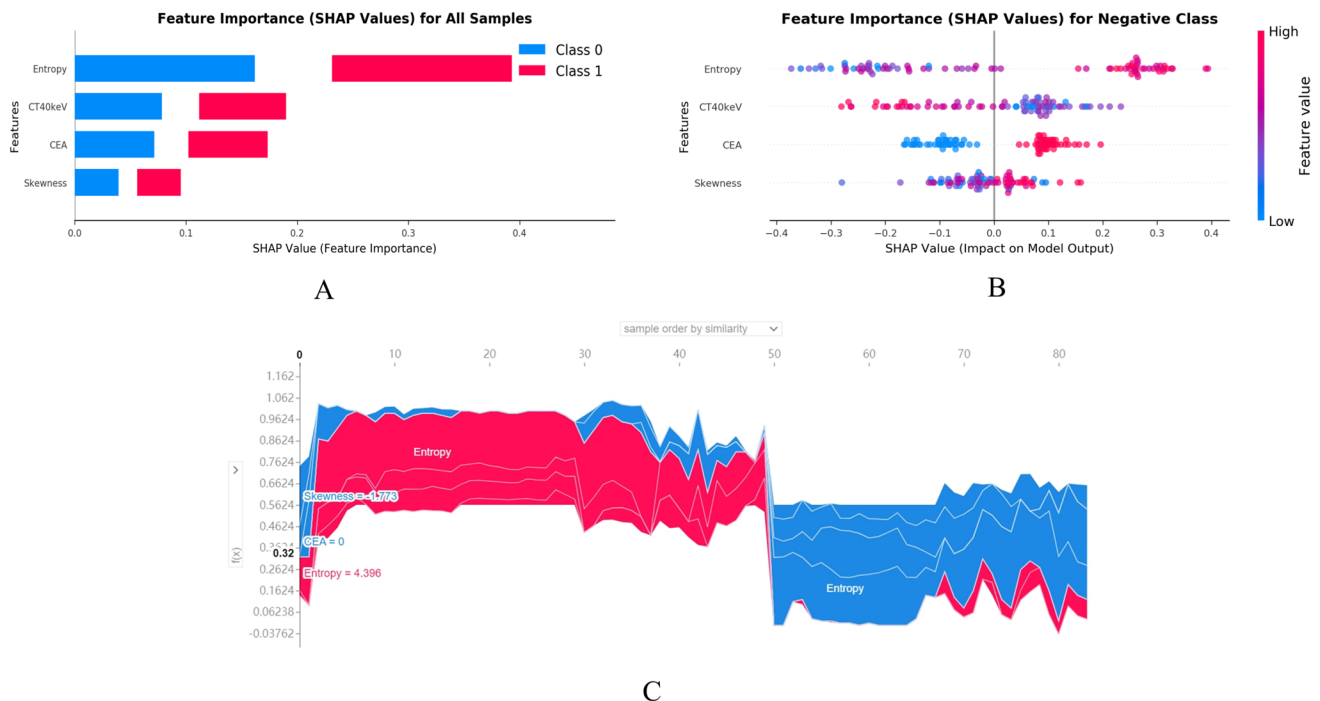 Feature Importance (SHAP Values) for All Samples
Class 0
Class 1
Entropy
CT40keV
CEA
Skewness
Features
0.0 0.1 0.2 0.3 0.4
SHAP Value (Feature Importance)
A
Feature Importance (SHAP Values) for Negative Class
High
Entropy
CT40keV
CEA
Skewness
Features
Feature value
Low
−0.4 −0.3 −0.2 −0.1 0.0 0.1 0.2 0.3 0.4
SHAP Value (Impact on Model Output)
B
sample order by similarity
0 10 20 30 40 50 60 70 80
1.162
1.062
0.9624
0.8624
0.7624
0.6624
0.5624
0.4624
0.32
0.2624
0.1624
0.06238
-0.03762
f(x)
Entropy
Skewness = -1.773
CEA = 0
Entropy = 4.396
Entropy
C